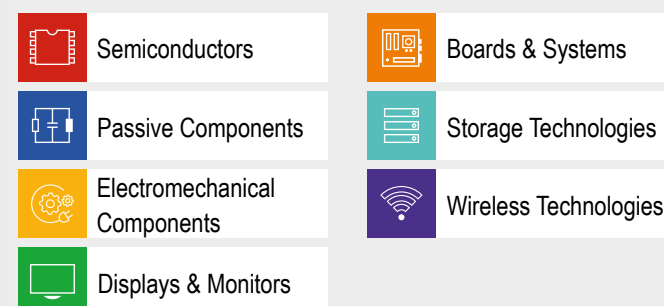 Semiconductors
Passive Components
Electromechanical
Components
Displays & Monitors
Boards & Systems
Storage Technologies
Wireless Technologies